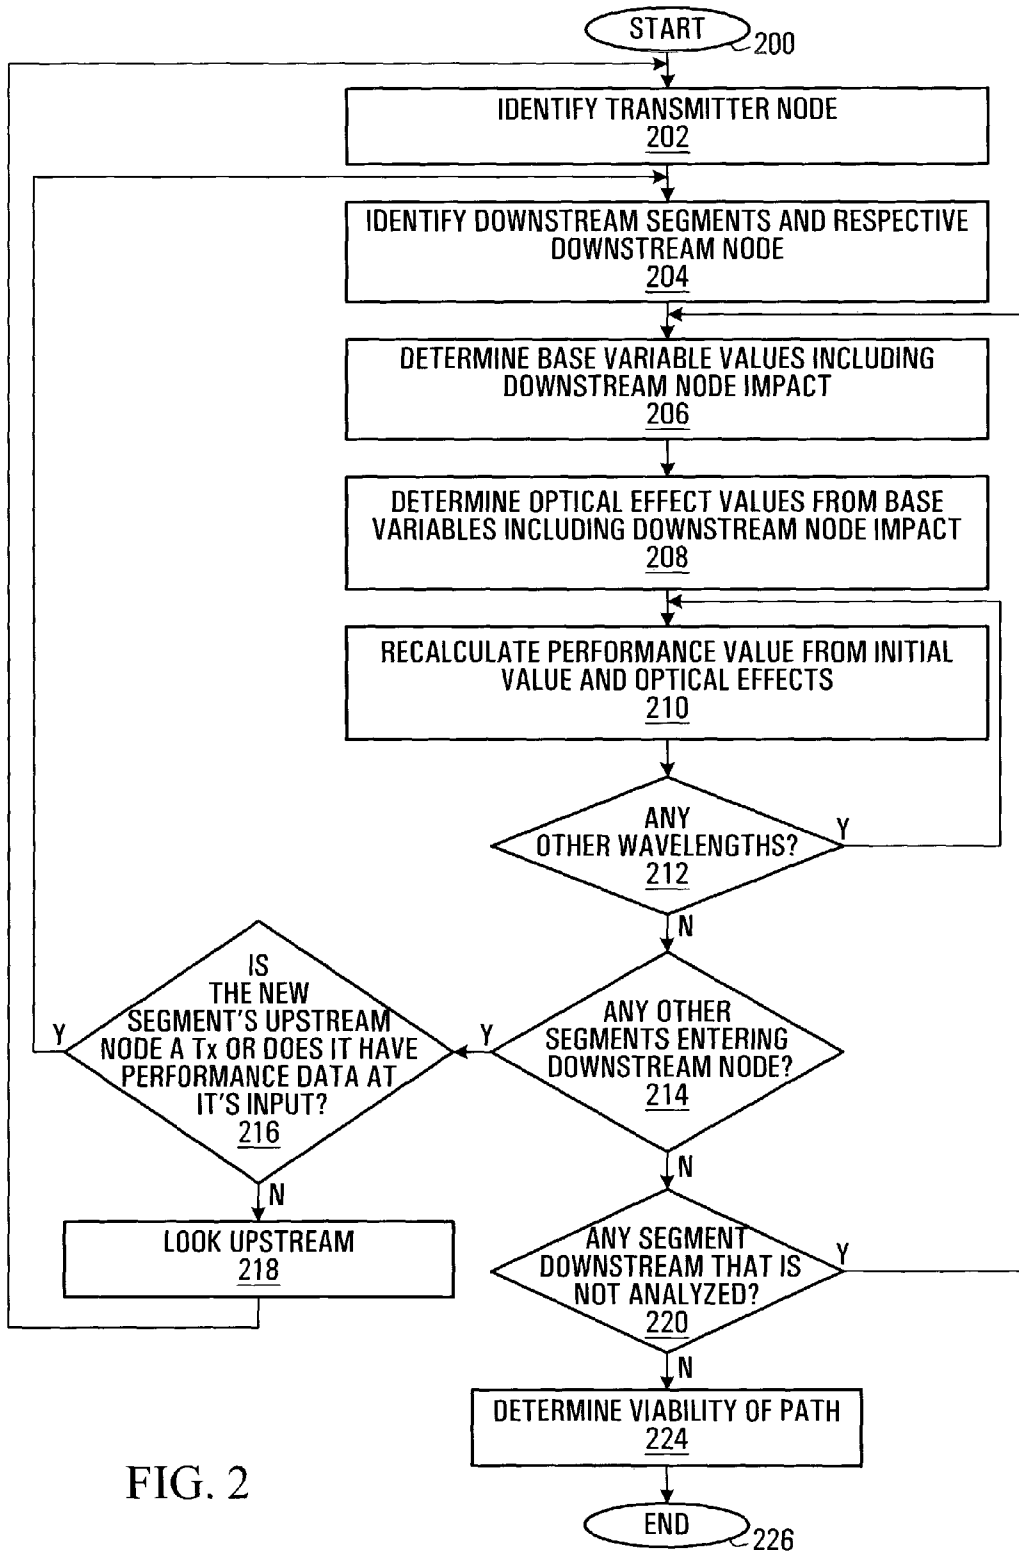 START
200
IDENTIFY TRANSMITTER NODE
202
IDENTIFY DOWNSTREAM SEGMENTS AND RESPECTIVE
DOWNSTREAM NODE
204
DETERMINE BASE VARIABLE VALUES INCLUDING
DOWNSTREAM NODE IMPACT
206
DETERMINE OPTICAL EFFECT VALUES FROM BASE
VARIABLES INCLUDING DOWNSTREAM NODE IMPACT
208
RECALCULATE PERFORMANCE VALUE FROM INITIAL
VALUE AND OPTICAL EFFECTS
210
ANY
OTHER WAVELENGTHS?
212
Y
N
ANY OTHER
SEGMENTS ENTERING
DOWNSTREAM NODE?
214
Y
N
IS
THE NEW
SEGMENT'S UPSTREAM
NODE A Tx OR DOES IT HAVE
PERFORMANCE DATA AT
IT'S INPUT?
216
Y
N
LOOK UPSTREAM
218
ANY SEGMENT
DOWNSTREAM THAT IS
NOT ANALYZED?
220
Y
N
DETERMINE VIABILITY OF PATH
224
END
226
FIG. 2